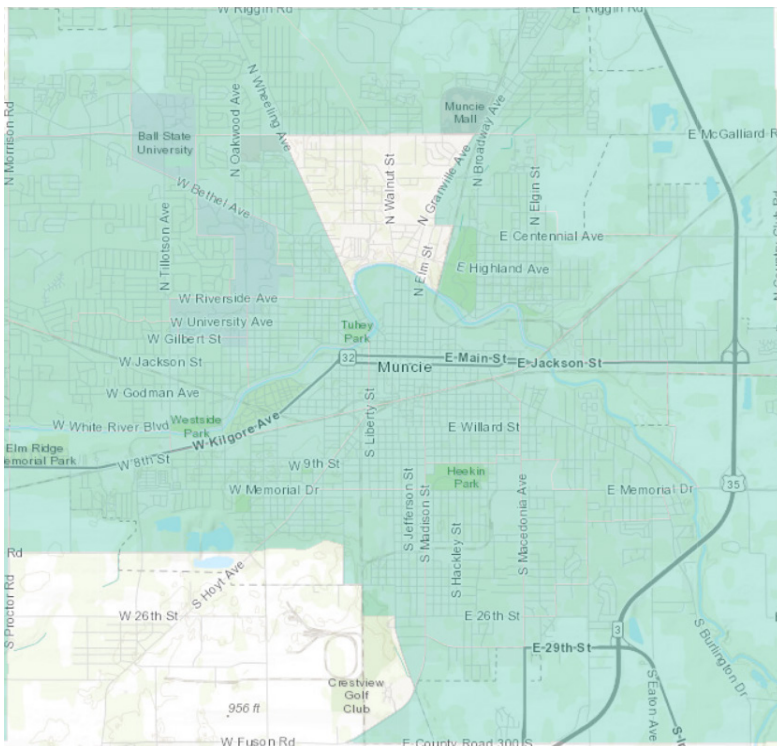 W Riggin Rd
E Riggin Rd
N Morrison Rd
N Oakwood Ave
N Wheeling Ave
Muncie
Mall
N Broadway Ave
Ball State
University
E McGalliard R
N Walnut St
N Granville Ave
N Elgin St
W Bethel Ave
N Tillotson Ave
E Centennial Ave
N Elm St
E Highland Ave
W Riverside Ave
W University Ave
Tuhey
Park
W Gilbert St
32
E Main St
E Jackson St
W Jackson St
Muncie
W Godman Ave
S Liberty St
W White River Blvd
Westside
Park
W Kilgore Ave
E Willard St
Elm Ridge
emorial Park
W 8th St
W 9th St
Heekin
Park
W Memorial Dr
E Memorial Dr
35
S Jefferson St
S Madison St
S Hackley St
S Macedonia Ave
Rd
S Proctor Rd
S Hoyt Ave
W 26th St
E 26th St
3
E 29th St
S Burlington Dr
Crestview
Golf
Club
956 ft
S Eaton Ave
W Fuson Rd
E County Road 300 S